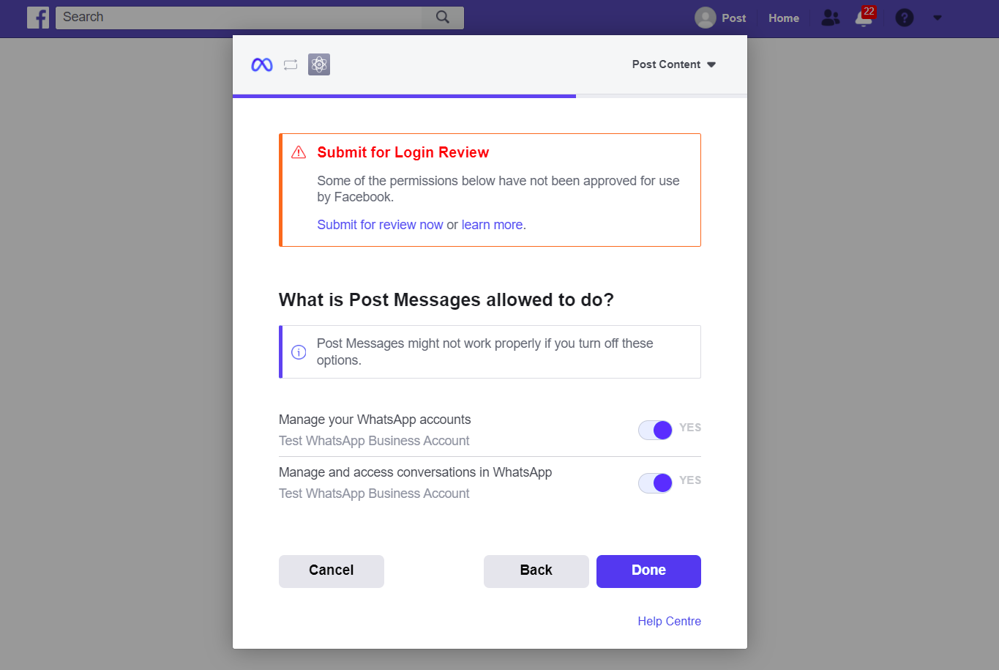 Search
Post
Home
22
?
Post Content
Submit for Login Review
Some of the permissions below have not been approved for use
by Facebook.
Submit for review now or learn more.
What is Post Messages allowed to do?
Post Messages might not work properly if you turn off these
options.
Manage your WhatsApp accounts
YES
Test WhatsApp Business Account
Manage and access conversations in WhatsApp
YES
Test WhatsApp Business Account
Cancel
Back
Done
Help Centre